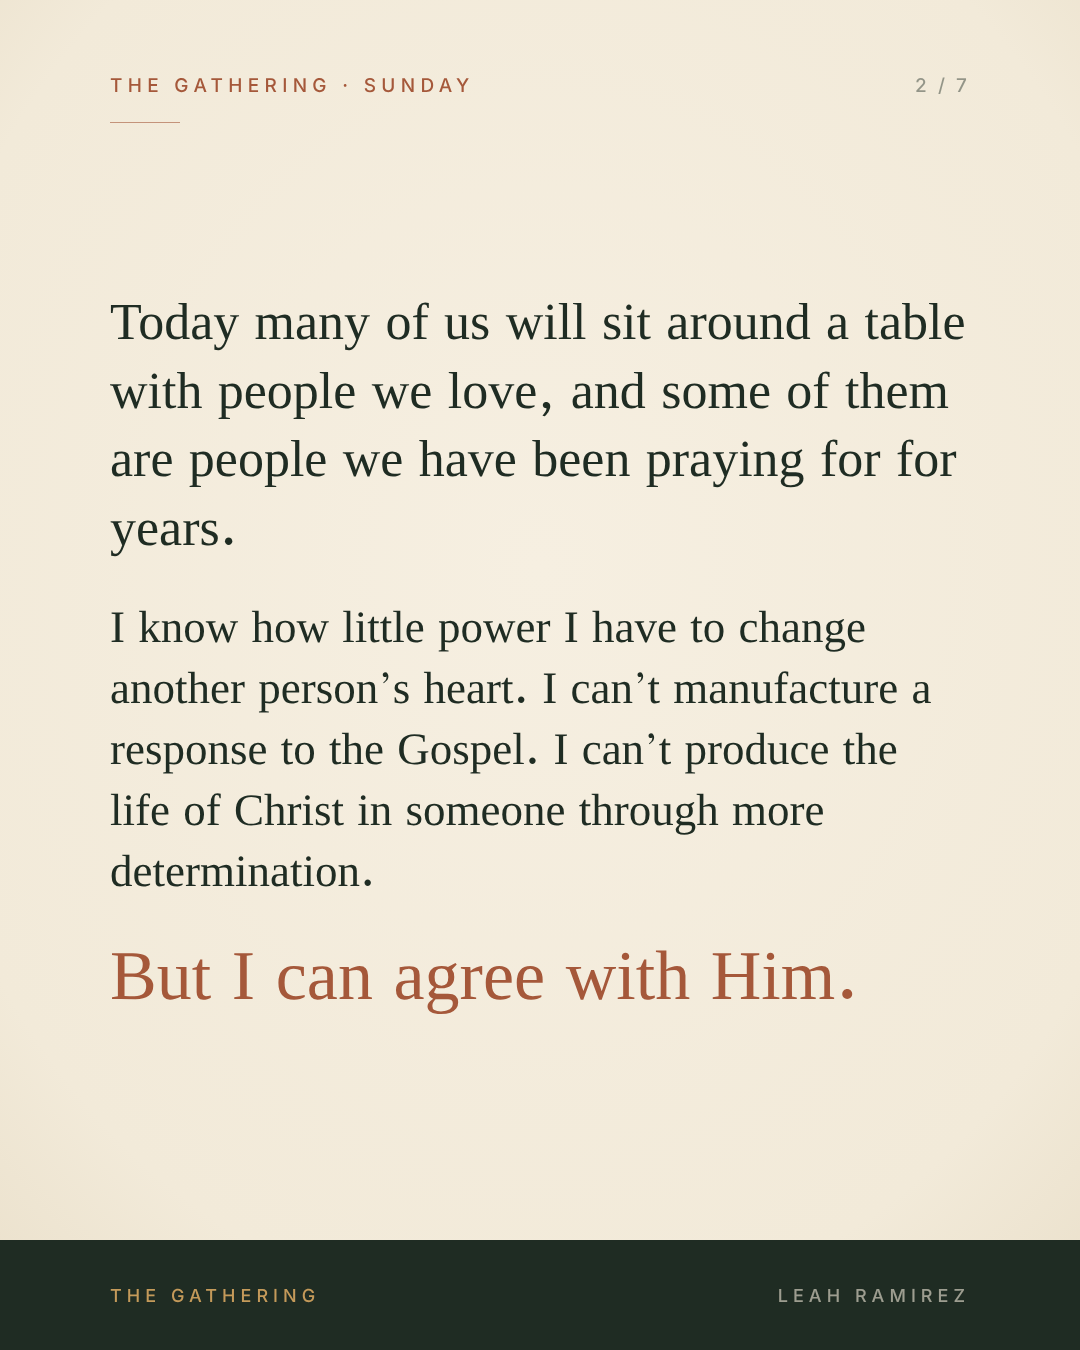 THE GATHERING · SUNDAY
2 / 7
Today many of us will sit around a table
with people we love, and some of them
are people we have been praying for for
years.
I know how little power I have to change
another person’s heart. I can’t manufacture a
response to the Gospel. I can’t produce the
life of Christ in someone through more
determination.
But I can agree with Him.
THE GATHERING
LEAH RAMIREZ